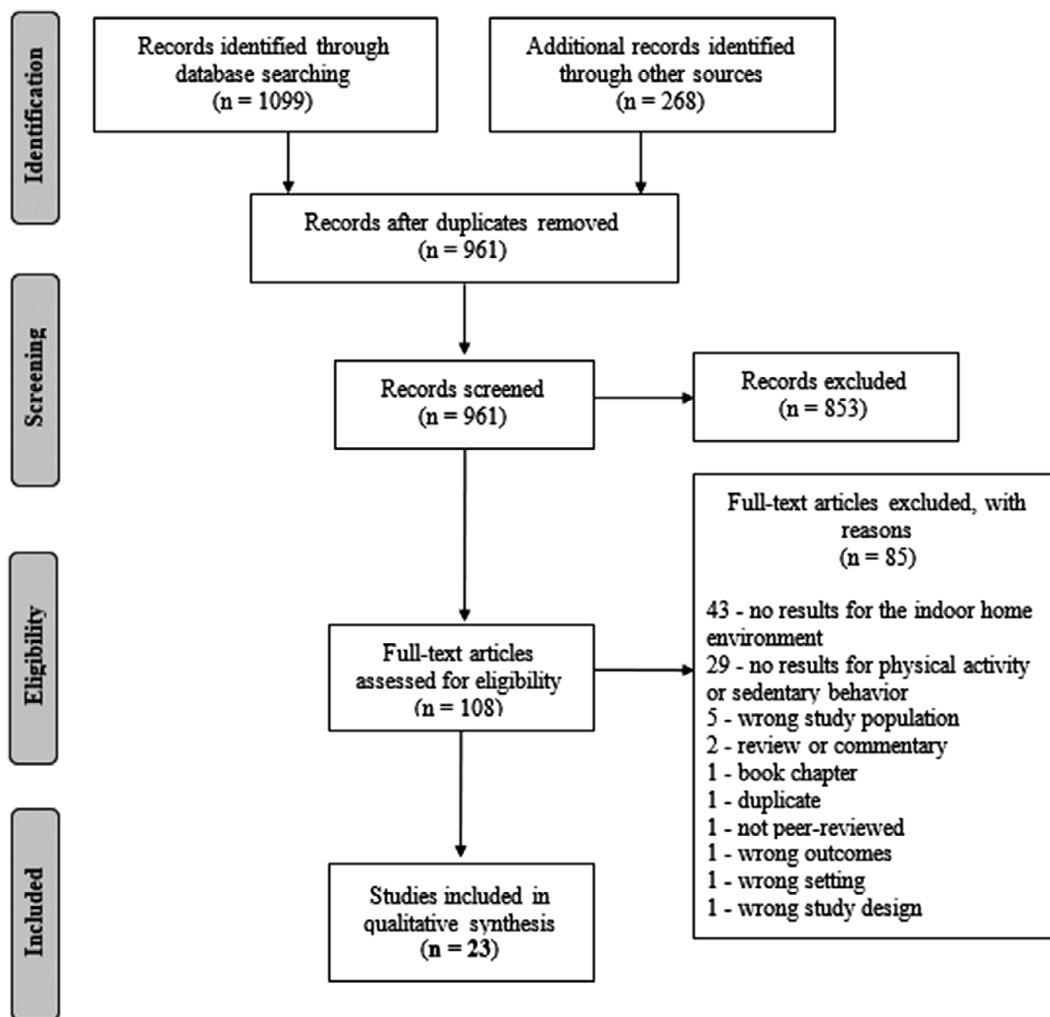 Identification
Records identified through
database searching
(n = 1099)
Additional records identified
through other sources
(n = 268)
Records after duplicates removed
(n = 961)
Screening
Records screened
(n = 961)
Records excluded
(n = 853)
Eligibility
Full-text articles
assessed for eligibility
(n = 108)
Full-text articles excluded, with
reasons
(n = 85)
43 - no results for the indoor home
environment
29 - no results for physical activity
or sedentary behavior
5 - wrong study population
2 - review or commentary
1 - book chapter
1 - duplicate
1 - not peer-reviewed
1 - wrong outcomes
1 - wrong setting
1 - wrong study design
Included
Studies included in
qualitative synthesis
(n = 23)